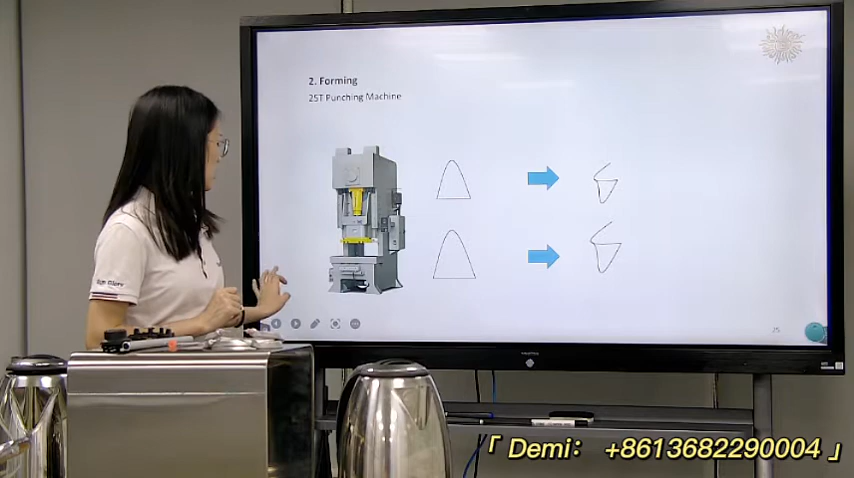 2. Forming
25T Punching Machine
「 Demi： +8613682290004 」